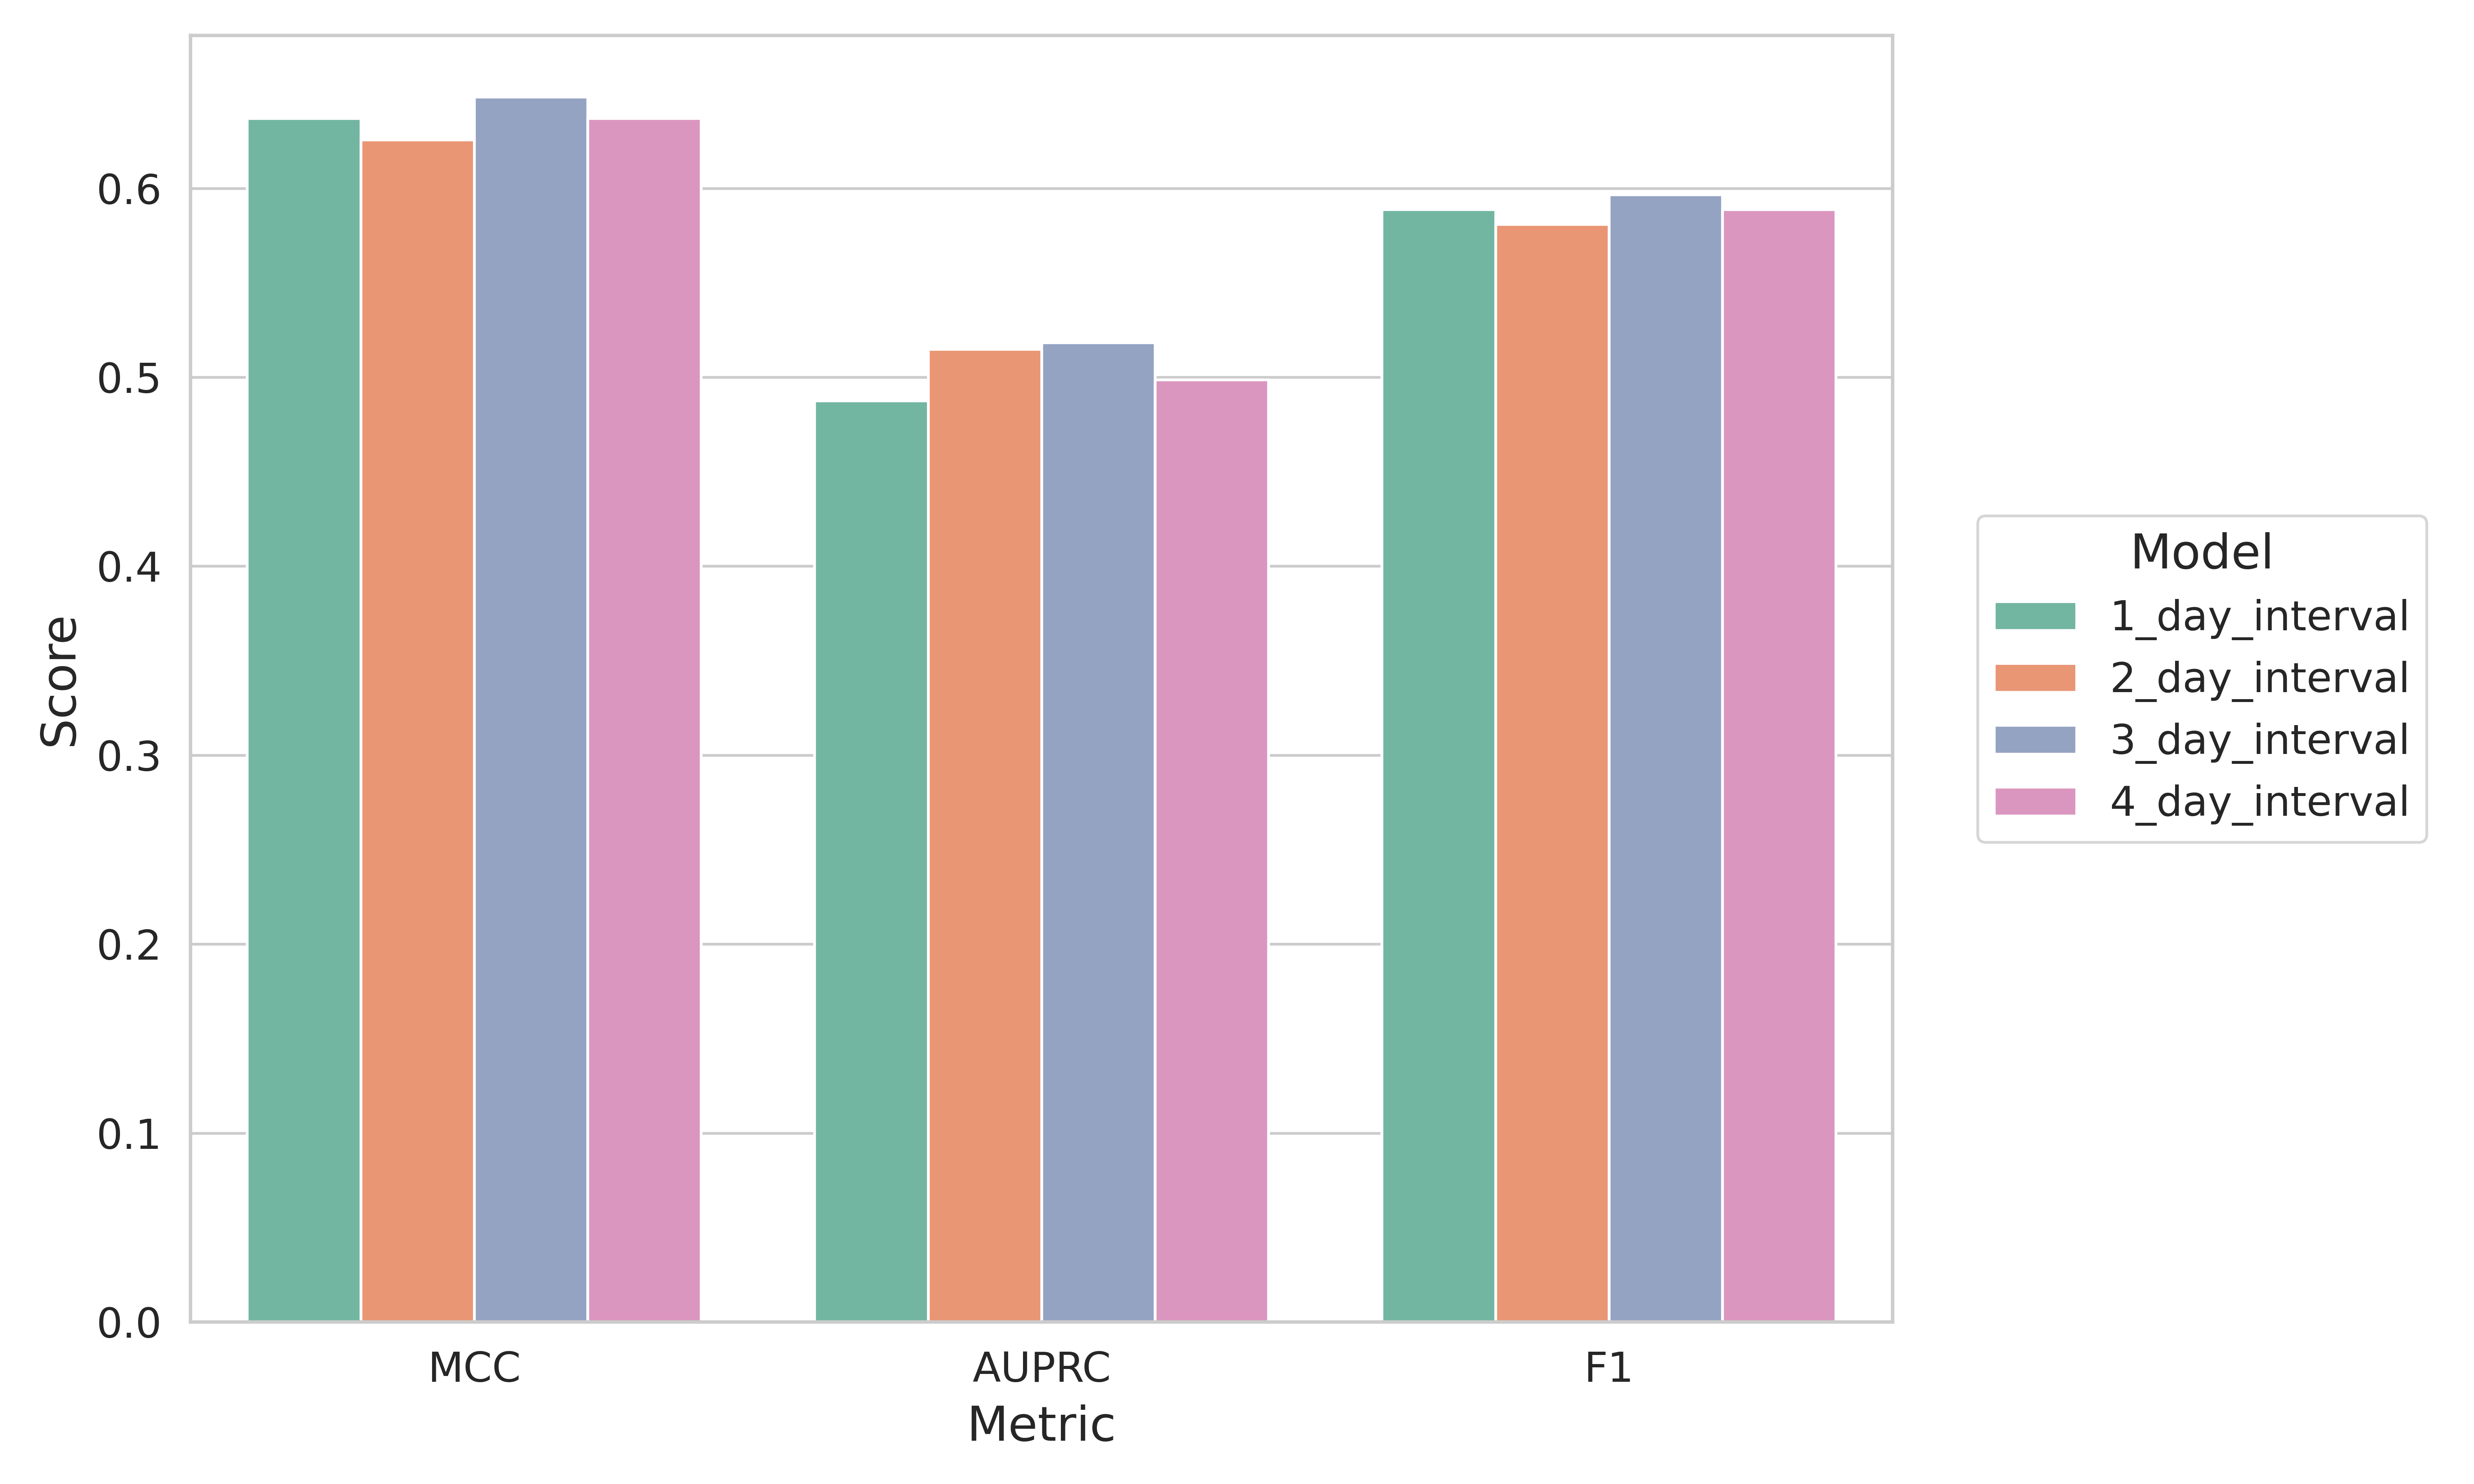 0.6
0.5
0.4
0.3
0.2
0.1
0.0
Score
MCC
AUPRC
F1
Metric
Model
1_day_interval
2_day_interval
3_day_interval
4_day_interval